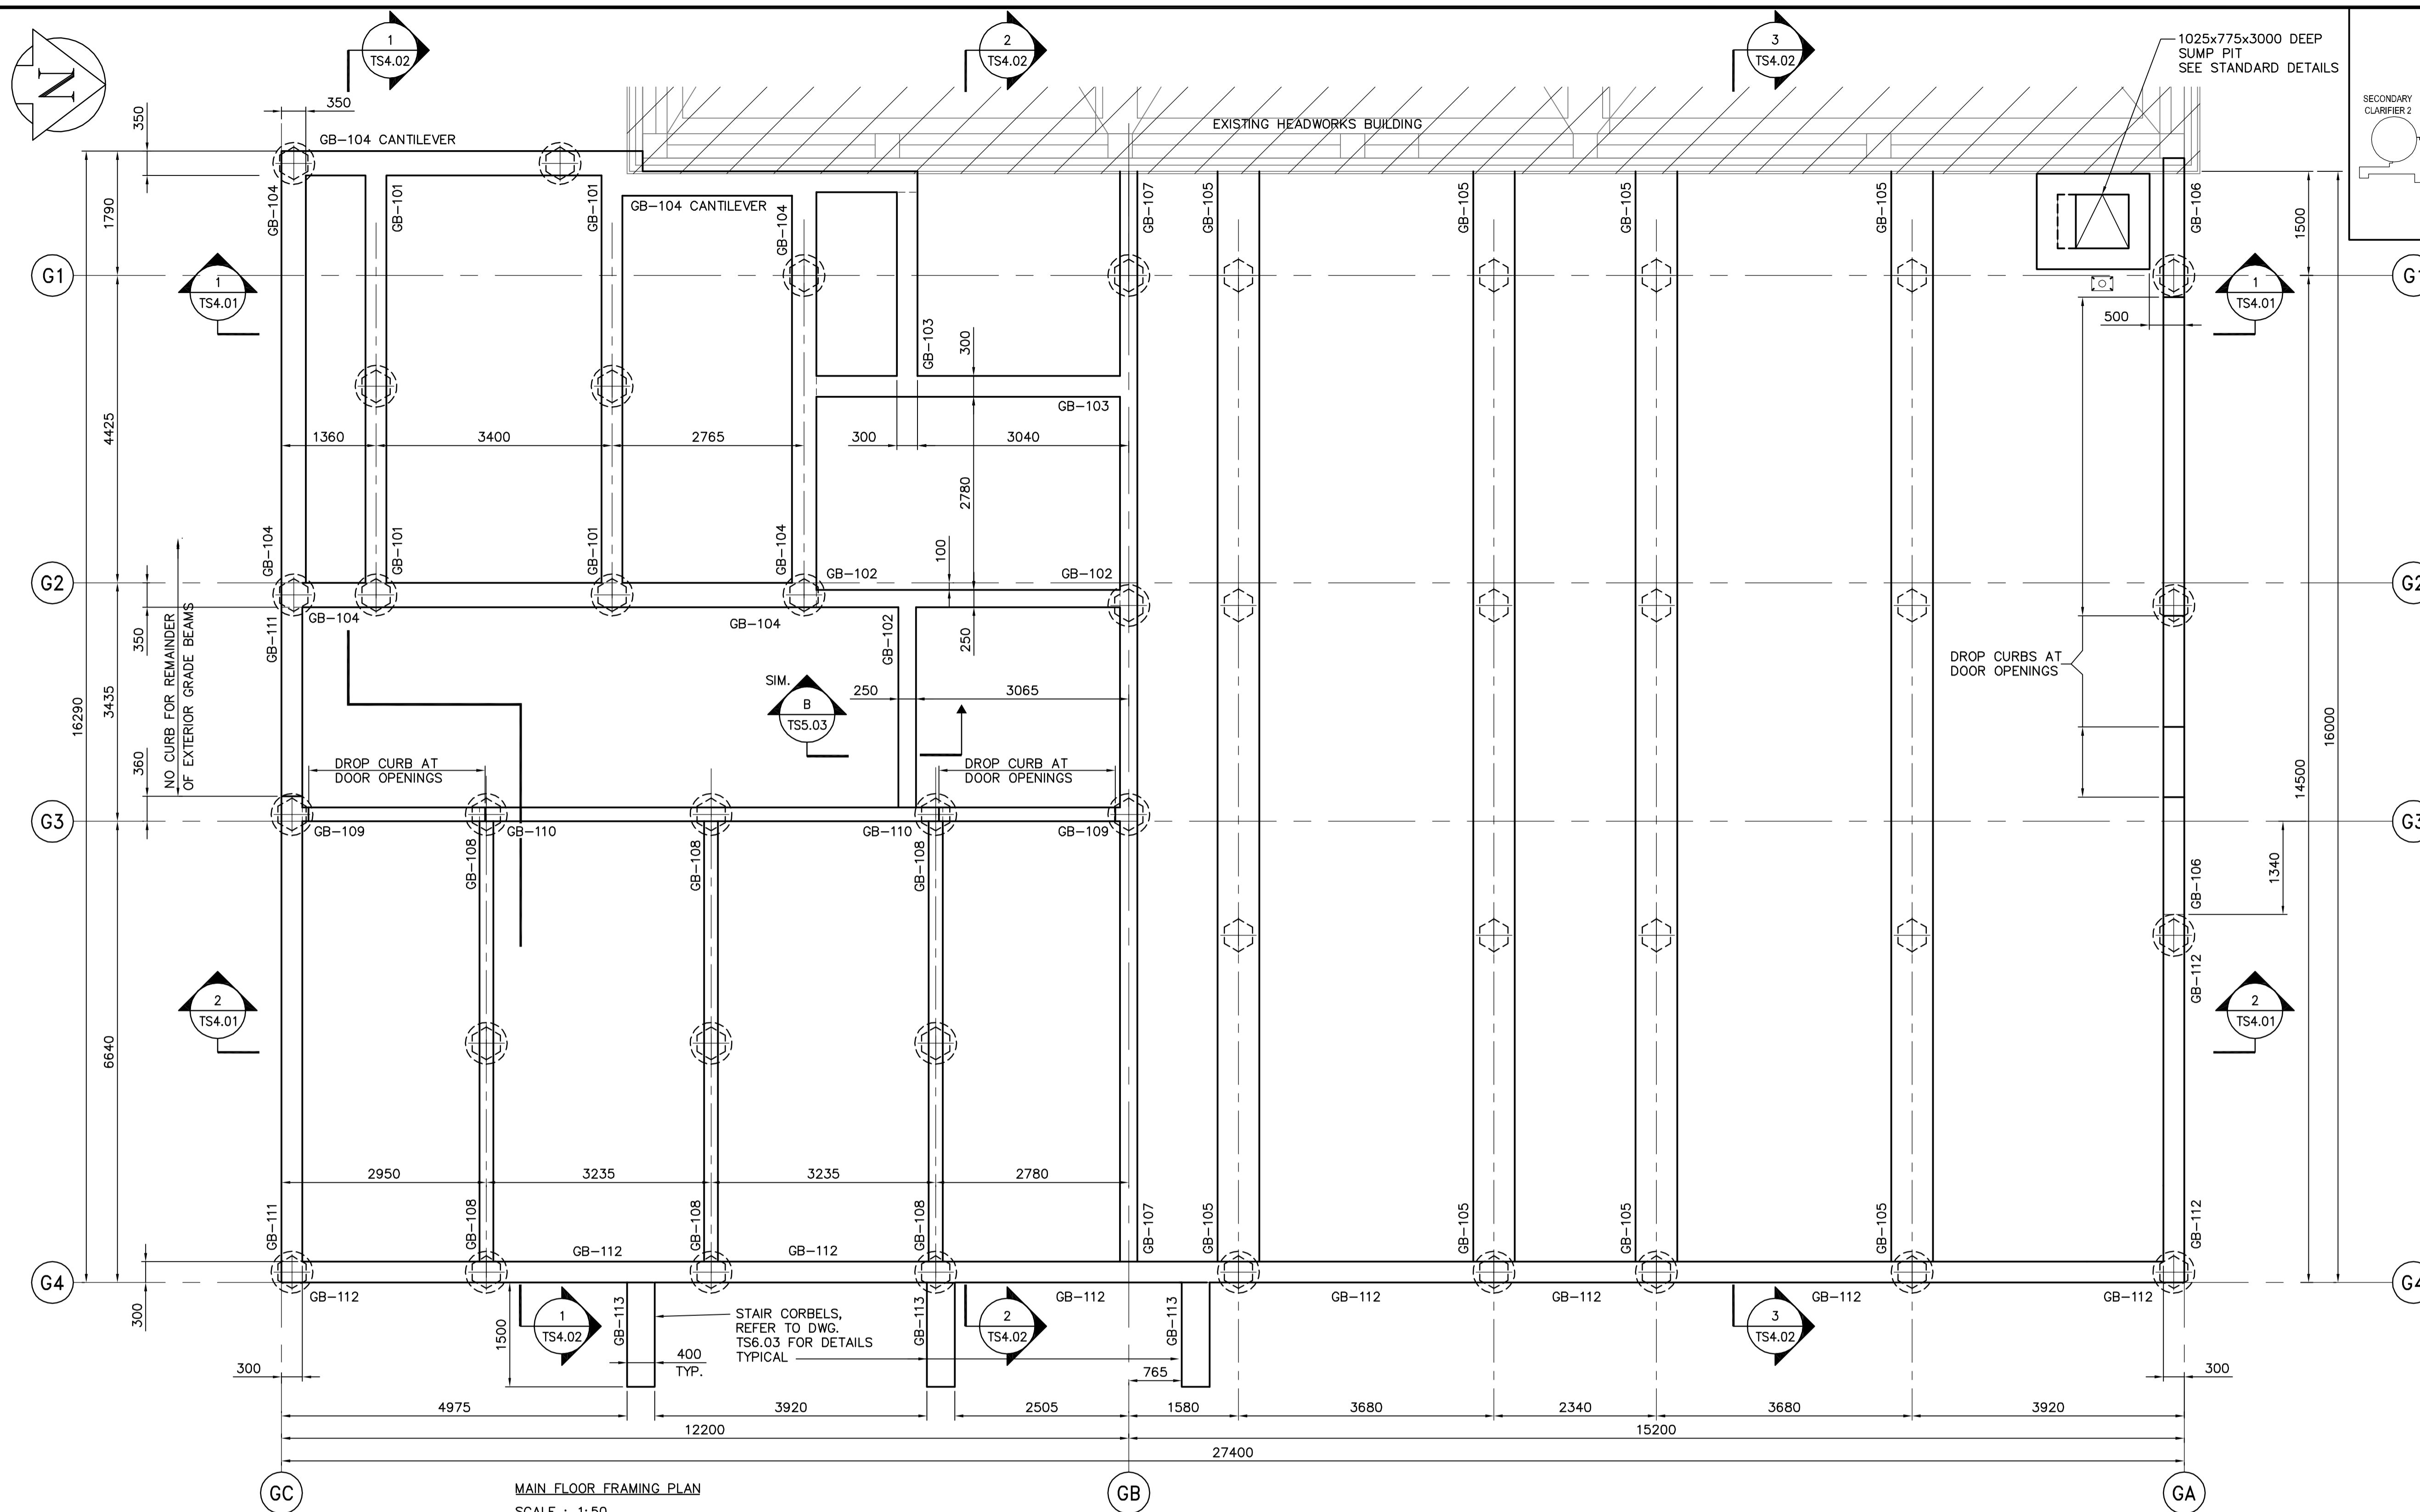 N
1
TS4.02
2
TS4.02
3
TS4.02
1025x775x3000 DEEP
SUMP PIT
SEE STANDARD DETAILS
SECONDARY
CLARIFIER 2
350
350
GB-104 CANTILEVER
EXISTING HEADWORKS BUILDING
1790
GB-104
GB-101
GB-101
GB-104 CANTILEVER
GB-104
GB-107
GB-105
GB-105
GB-105
GB-105
GB-106
1500
G1
1
TS4.01
1
TS4.01
500
GB-103
300
GB-103
4425
1360
3400
2765
300
3040
2780
GB-104
GB-101
GB-101
GB-104
100
GB-102
GB-102
G2
G2
350
GB-111
GB-104
GB-104
GB-102
250
NO CURB FOR REMAINDER
OF EXTERIOR GRADE BEAMS
DROP CURBS AT
DOOR OPENINGS
16290
3435
SIM.
B
TS5.03
250
3065
16000
14500
360
DROP CURB AT
DOOR OPENINGS
DROP CURB AT
DOOR OPENINGS
G3
G3
GB-109
GB-110
GB-110
GB-109
GB-108
GB-108
GB-108
1340
GB-106
GB-112
2
TS4.01
2
TS4.01
6640
2950
3235
3235
2780
GB-111
GB-108
GB-108
GB-108
GB-107
GB-105
GB-105
GB-105
GB-105
GB-112
GB-112
GB-112
G4
G4
300
GB-112
GB-112
GB-112
GB-112
GB-112
GB-112
1500
1
TS4.02
GB-113
STAIR CORBELS,
REFER TO DWG.
TS6.03 FOR DETAILS
TYPICAL
GB-113
2
TS4.02
GB-113
3
TS4.02
400
TYP.
765
300
300
4975
3920
2505
1580
3680
2340
3680
3920
12200
15200
27400
GC
GB
GA
MAIN FLOOR FRAMING PLAN
SCALE : 1:50